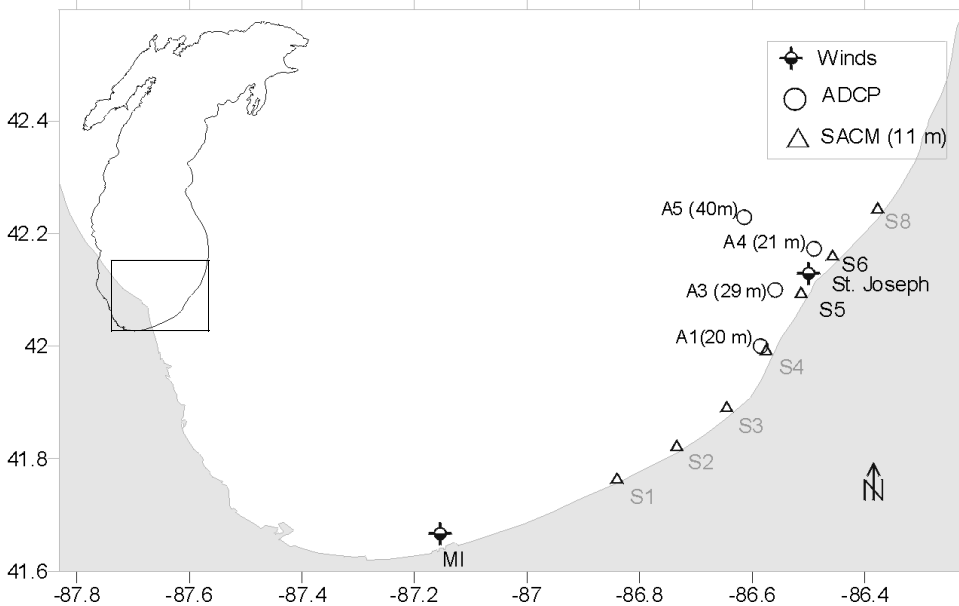 Winds
ADCP
SACM (11 m)
42.4
42.2
42
41.8
41.6
A5 (40m)
A4 (21 m)
A3 (29 m)
A1(20 m)
S8
S6
St. Joseph
S5
S4
S3
S2
S1
MI
N
-87.8
-87.6
-87.4
-87.2
-87
-86.8
-86.6
-86.4